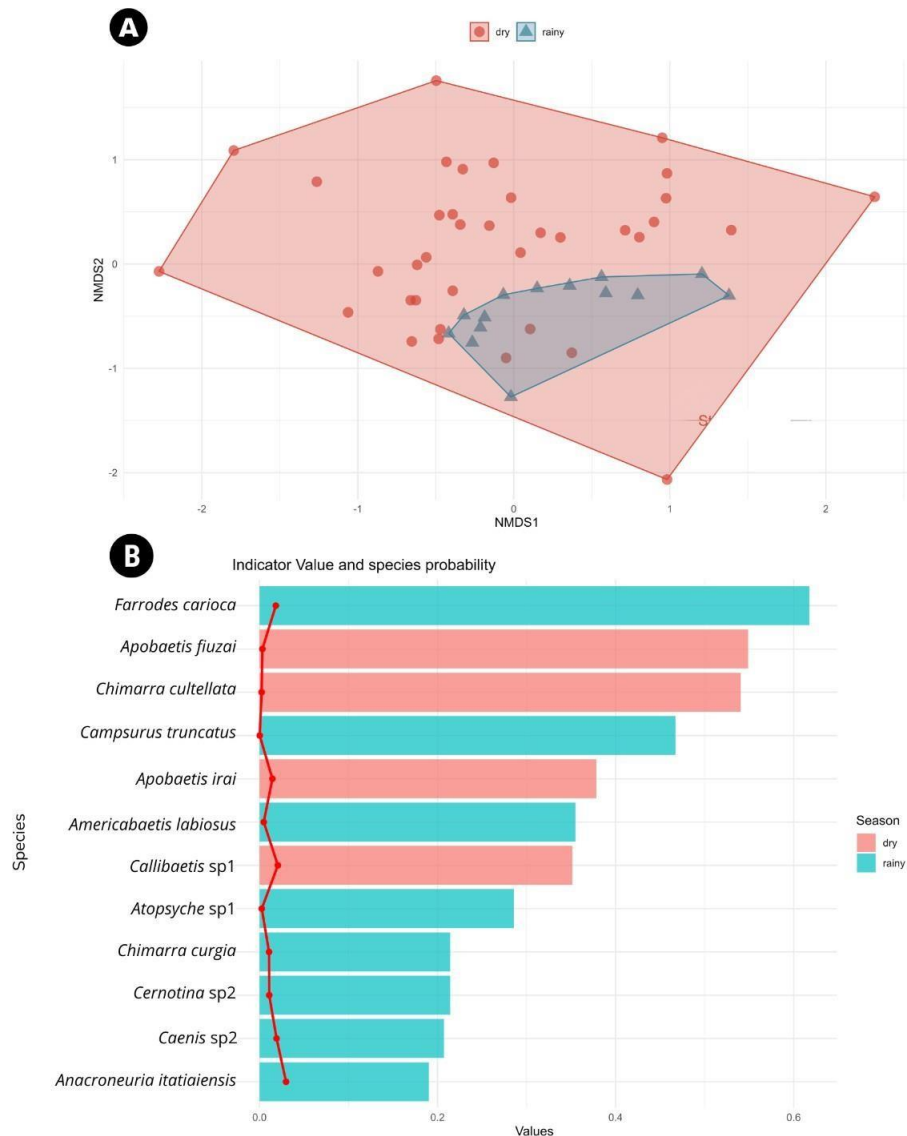 A
dry rainy
1
0
-1
-2
NMDS2
-2 -1 0 1 2
NMDS1
B
Indicator Value and species probability
Farrodes carioca
Apobaetis fiuzai
Chimarra cultellata
Campsurus truncatus
Apobaetis irai
Americabaetis labiosus
Callibaetis sp1
Atopsyche sp1
Chimarra curgia
Cernotina sp2
Caenis sp2
Anacroneuria itatiaiensis
Species
Season
dry
rainy
0.0 0.2 0.4 0.6
Values